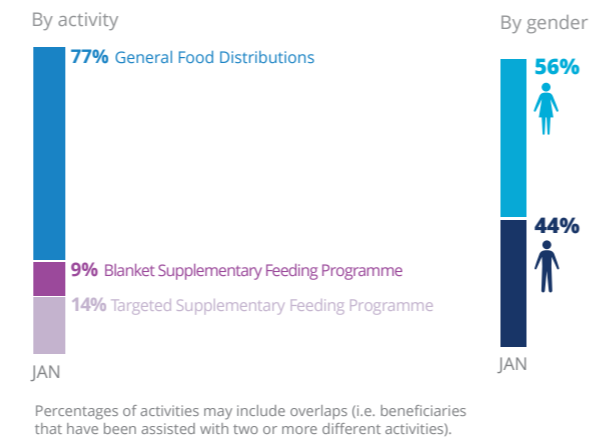 By activity
77% General Food Distributions
9% Blanket Supplementary Feeding Programme
14% Targeted Supplementary Feeding Programme
JAN
By gender
56%
44%
JAN
Percentages of activities may include overlaps (i.e. beneficiaries
that have been assisted with two or more different activities).